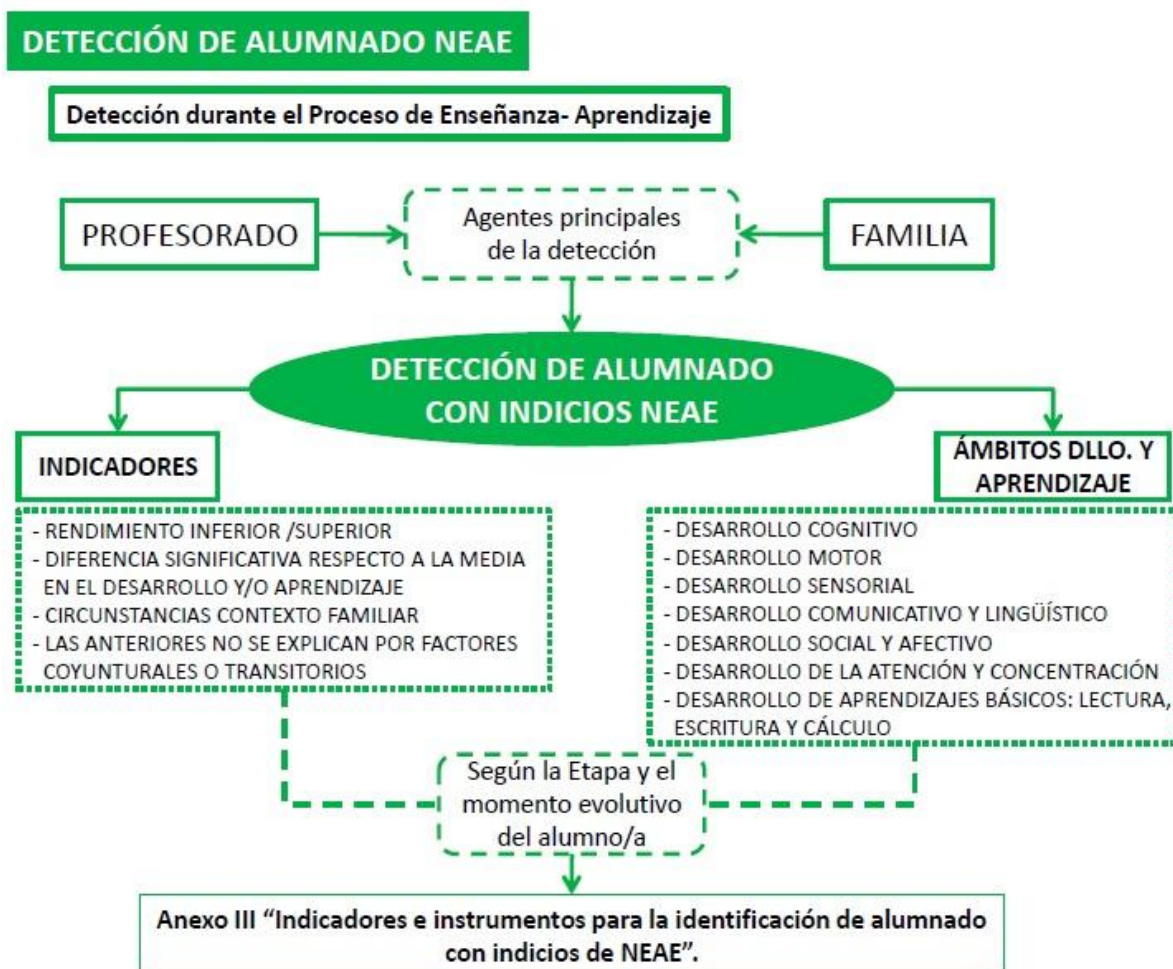 DETECCIÓN DE ALUMNADO NEAE
Detección durante el Proceso de Enseñanza- Aprendizaje
PROFESORADO
Agentes principales
de la detección
FAMILIA
DETECCIÓN DE ALUMNADO
CON INDICIOS NEAE
INDICADORES
- RENDIMIENTO INFERIOR /SUPERIOR
- DIFERENCIA SIGNIFICATIVA RESPECTO A LA MEDIA
EN EL DESARROLLO Y/O APRENDIZAJE
- CIRCUNSTANCIAS CONTEXTO FAMILIAR
- LAS ANTERIORES NO SE EXPLICAN POR FACTORES
COYUNTURALES O TRANSITORIOS
ÁMBITOS DLLO. Y
APRENDIZAJE
- DESARROLLO COGNITIVO
- DESARROLLO MOTOR
- DESARROLLO SENSORIAL
- DESARROLLO COMUNICATIVO Y LINGÜÍSTICO
- DESARROLLO SOCIAL Y AFECTIVO
- DESARROLLO DE LA ATENCIÓN Y CONCENTRACIÓN
- DESARROLLO DE APRENDIZAJES BÁSICOS: LECTURA,
ESCRITURA Y CÁLCULO
Según la Etapa y el
momento evolutivo
del alumno/a
Anexo III “Indicadores e instrumentos para la identificación de alumnado
con indicios de NEAE”.